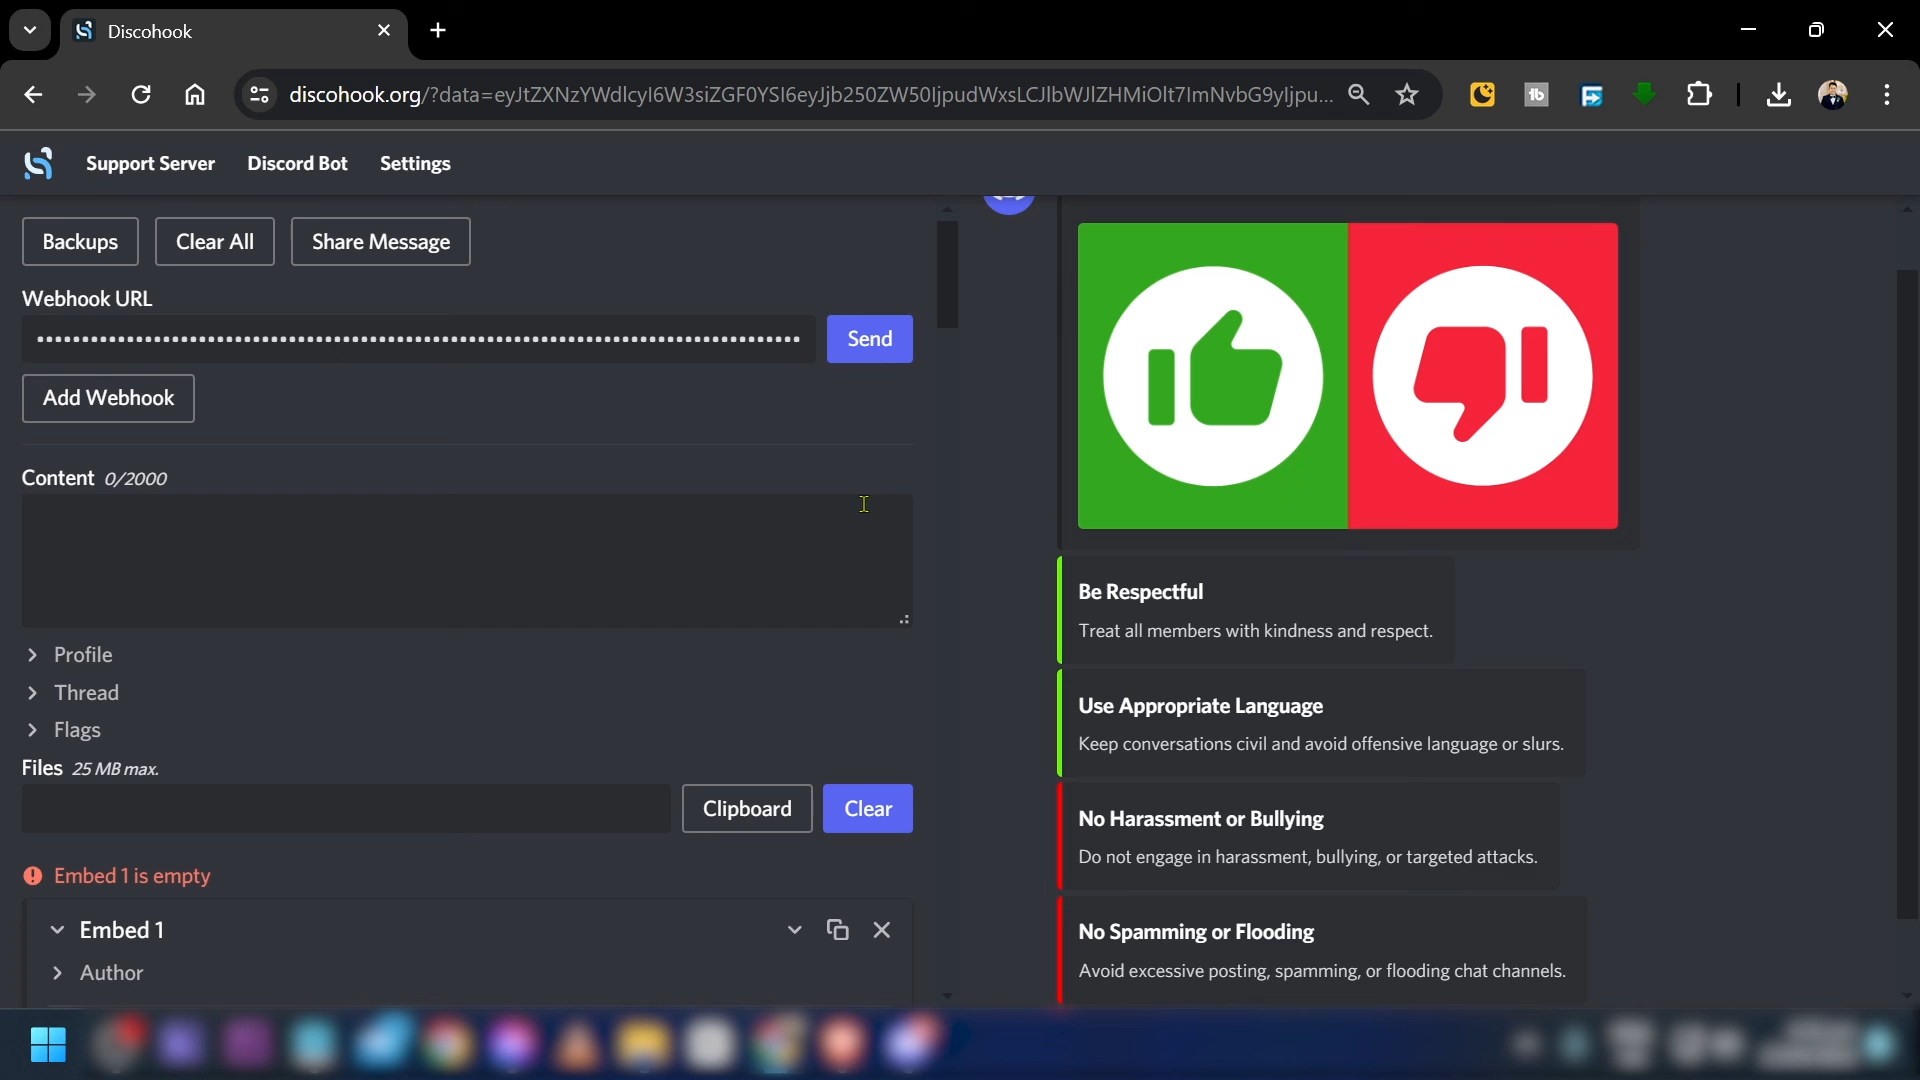 Discohook
discohook.org/?data=eyJtZXNzYWdlcyI6W3siZGF0YSI6eyJjb250ZW50IjpudWxsLCJlbWJlZHMiOlt7ImNvbG9yIjpu...
Support Server Discord Bot Settings
Backups Clear All Share Message
Webhook URL
Send
Add Webhook
Content 0/2000
Profile
Thread
Flags
Files 25 MB max.
Clipboard Clear
Embed 1 is empty
Embed 1
Author
Be Respectful
Treat all members with kindness and respect.
Use Appropriate Language
Keep conversations civil and avoid offensive language or slurs.
No Harassment or Bullying
Do not engage in harassment, bullying, or targeted attacks.
No Spamming or Flooding
Avoid excessive posting, spamming, or flooding chat channels.